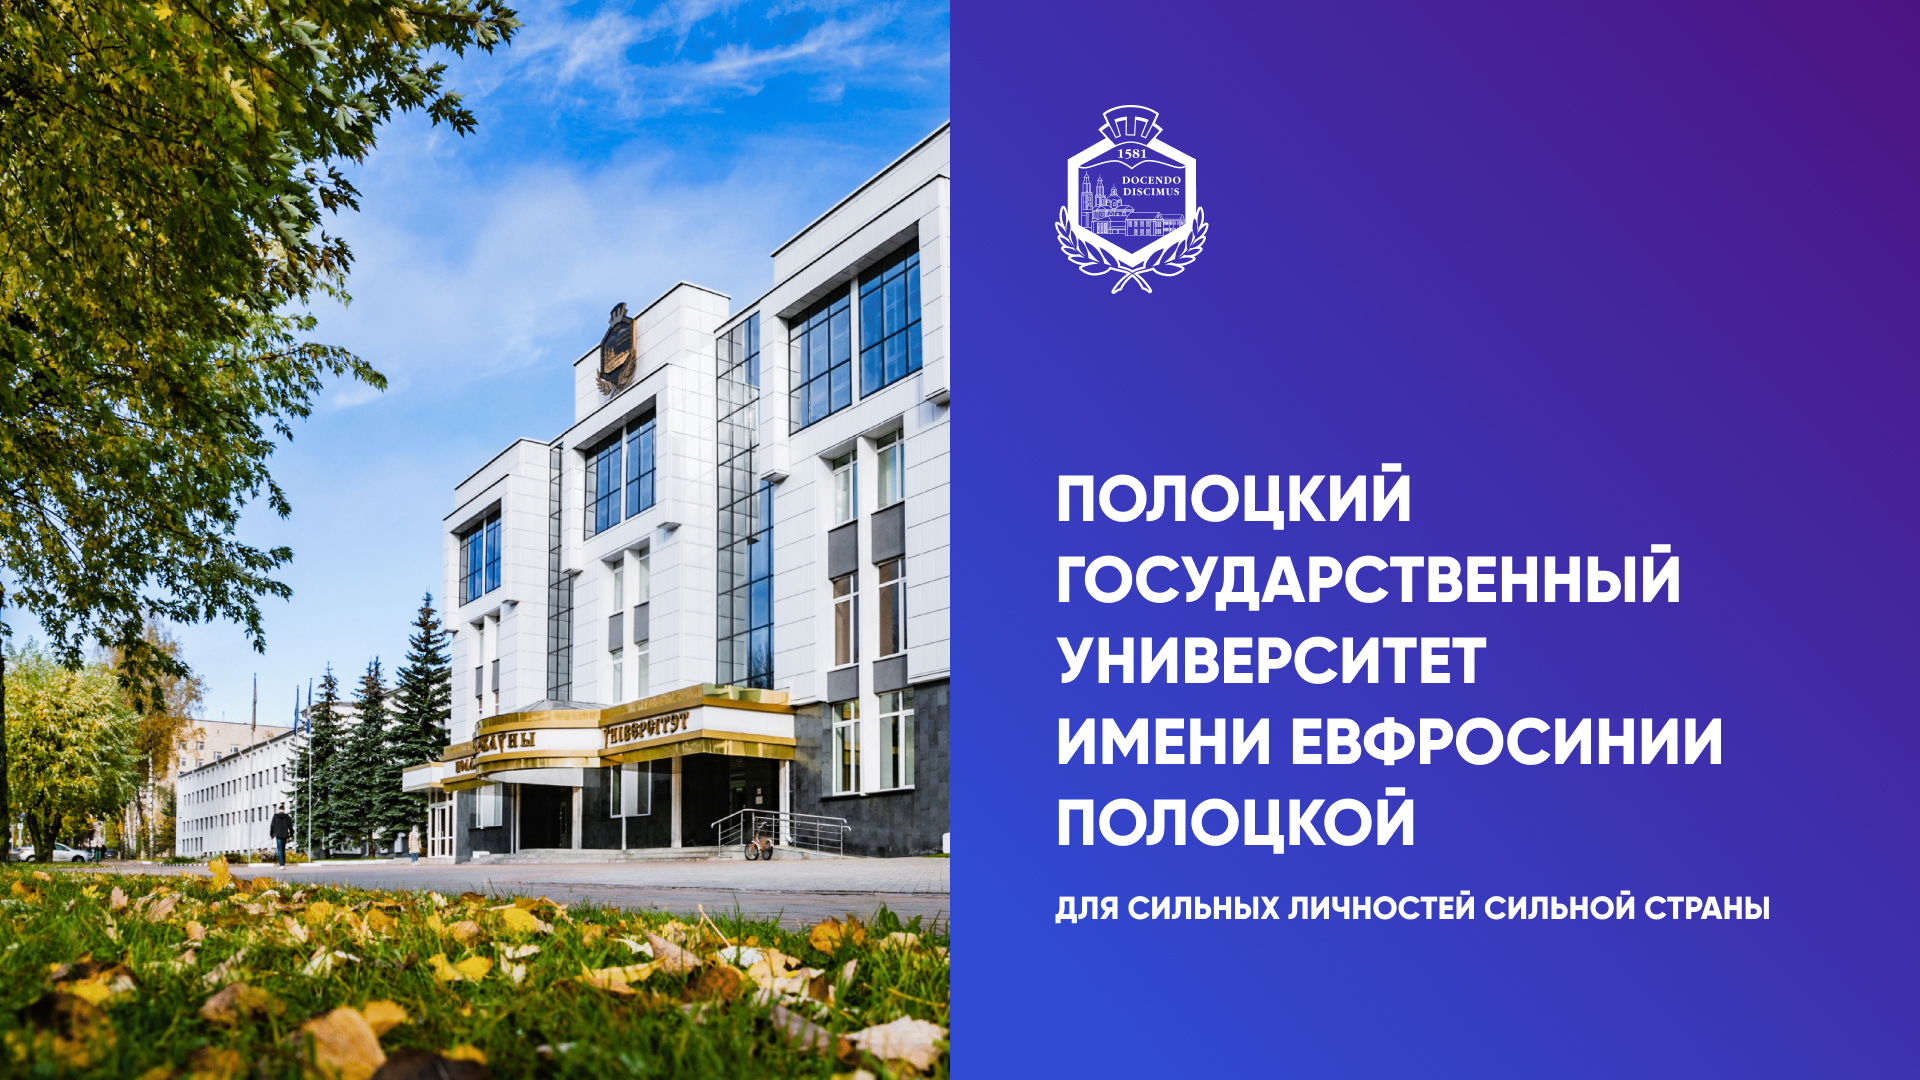 ЎНІВЕРСІТЭТ
1581
DOCENDO
DISCIMUS
ПОЛОЦКИЙ
ГОСУДАРСТВЕННЫЙ
УНИВЕРСИТЕТ
ИМЕНИ ЕВФРОСИНИИ
ПОЛОЦКОЙ
ДЛЯ СИЛЬНЫХ ЛИЧНОСТЕЙ СИЛЬНОЙ СТРАНЫ